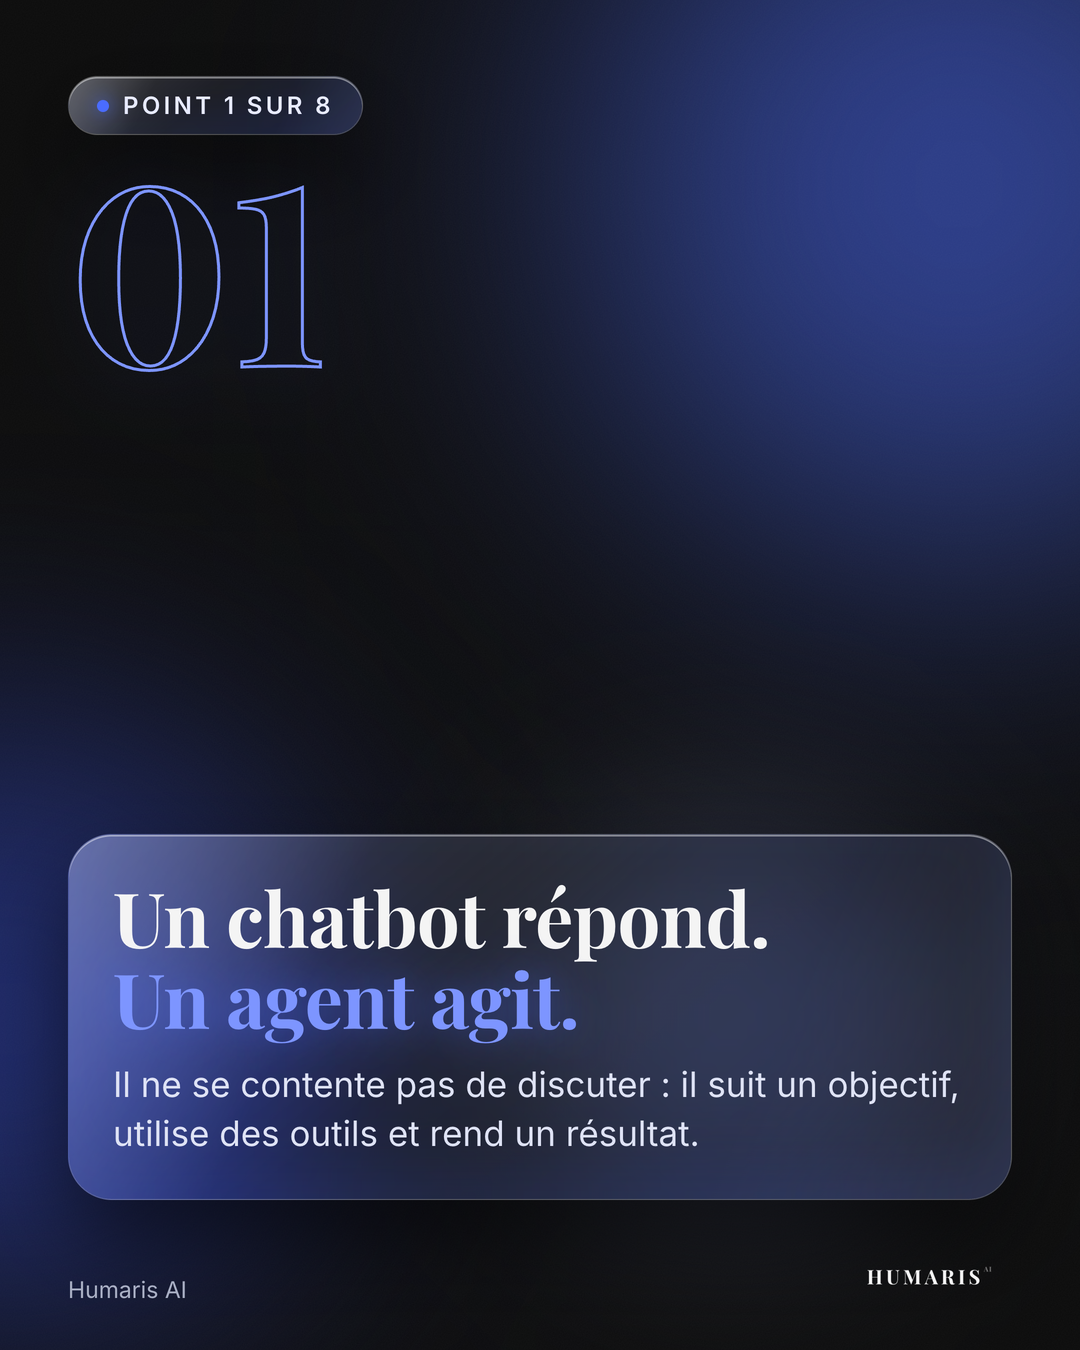 POINT 1 SUR 8
01
Un chatbot répond.
Un agent agit.
Il ne se contente pas de discuter : il suit un objectif,
utilise des outils et rend un résultat.
Humaris AI
HUMARIS AI